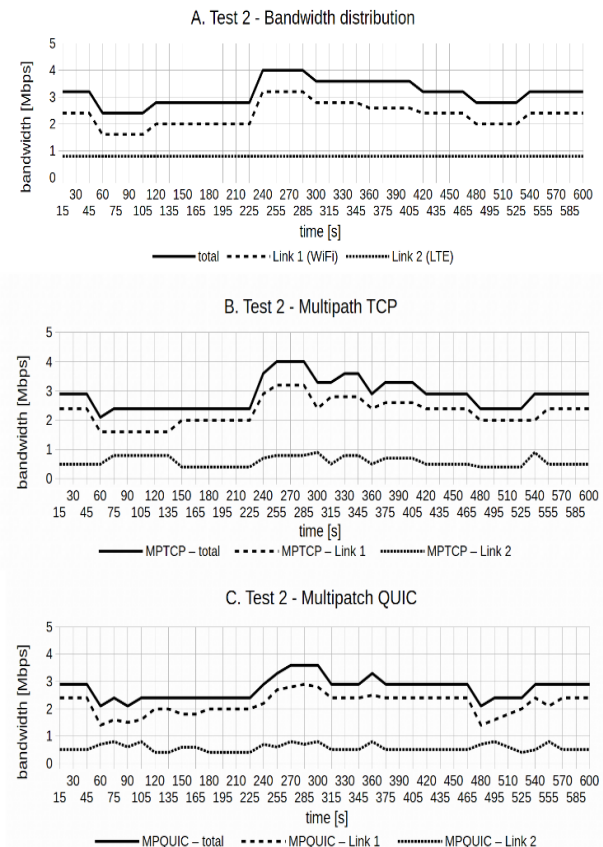 A. Test 2 - Bandwidth distribution
bandwidth [Mbps]
5
4
3
2
1
0
30 60 90 120 150 180 210 240 270 300 330 360 390 420 450 480 510 540 570 600
15 45 75 105 135 165 195 225 255 285 315 345 375 405 435 465 495 525 555 585
time [s]
total Link 1 (WiFi) Link 2 (LTE)
B. Test 2 - Multipath TCP
bandwidth [Mbps]
5
4
3
2
1
0
30 60 90 120 150 180 210 240 270 300 330 360 390 420 450 480 510 540 570 600
15 45 75 105 135 165 195 225 255 285 315 345 375 405 435 465 495 525 555 585
time [s]
MPTCP – total MPTCP – Link 1 MPTCP – Link 2
C. Test 2 - Multipatch QUIC
bandwidth [Mbps]
5
4
3
2
1
0
30 60 90 120 150 180 210 240 270 300 330 360 390 420 450 480 510 540 570 600
15 45 75 105 135 165 195 225 255 285 315 345 375 405 435 465 495 525 555 585
time [s]
MPQUIC – total MPQUIC – Link 1 MPQUIC – Link 2